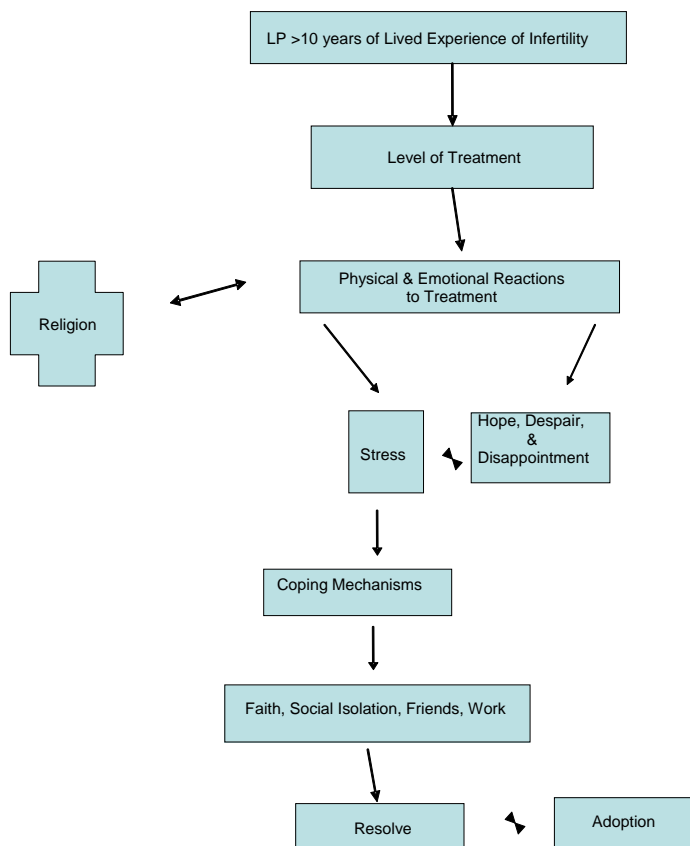 LP >10 years of Lived Experience of Infertility
Level of Treatment
Physical & Emotional Reactions
to Treatment
Religion
Stress
Hope, Despair,
&
Disappointment
Coping Mechanisms
Faith, Social Isolation, Friends, Work
Resolve
Adoption